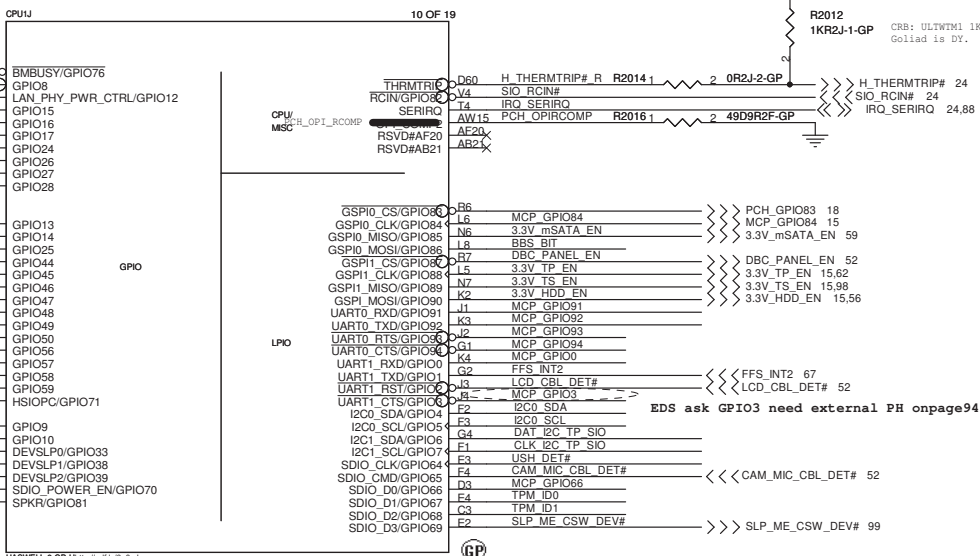 CPU1J
10 OF 19
R2012
1KR2J-1-GP
CRB: ULTWTM1 1K
Goliad is DY.
2
BMBUSY/GPIO76
GPIO8
LAN_PHY_PWR_CTRL/GPIO12
GPIO15
GPIO16
GPIO17
GPIO24
GPIO26
GPIO27
GPIO28
GPIO13
GPIO14
GPIO25
GPIO44
GPIO45
GPIO46
GPIO47
GPIO48
GPIO49
GPIO50
GPIO56
GPIO57
GPIO58
GPIO59
HSIOPC/GPIO71
GPIO9
GPIO10
DEVSLP0/GPIO33
DEVSLP1/GPIO38
DEVSLP2/GPIO39
SDIO_POWER_EN/GPIO70
SPKR/GPIO81
GPIO
CPU/
MISC
PCH_OPI_RCOMP
LPIO
THRMTRIP D60 H_THERMTRIP#_R R2014 1 2 0R2J-2-GP H_THERMTRIP# 24
RCIN/GPIO82 V4 SIO_RCIN# SIO_RCIN# 24
SERIRQ T4 IRQ_SERIRQ IRQ_SERIRQ 24,88
AW15 PCH_OPIRCOMP R2016 1 2 49D9R2F-GP
RSVD#AF20 AF20
RSVD#AB21 AB21
GSPI0_CS/GPIO83 R6 PCH_GPIO83 18
GSPI0_CLK/GPIO84 L6 MCP_GPIO84 MCP_GPIO84 15
GSPI0_MISO/GPIO85 N6 3.3V_mSATA_EN 3.3V_mSATA_EN 59
GSPI0_MOSI/GPIO86 L8 BBS_BIT
GSPI1_CS/GPIO87 R7 DBC_PANEL_EN DBC_PANEL_EN 52
GSPI1_CLK/GPIO88 L5 3.3V_TP_EN 3.3V_TP_EN 15,62
GSPI1_MISO/GPIO89 N7 3.3V_TS_EN 3.3V_TS_EN 15,98
GSPI_MOSI/GPIO90 K2 3.3V_HDD_EN 3.3V_HDD_EN 15,56
UART0_RXD/GPIO91 J1 MCP_GPIO91
UART0_TXD/GPIO92 K3 MCP_GPIO92
UART0_RTS/GPIO93 J2 MCP_GPIO93
UART0_CTS/GPIO94 G1 MCP_GPIO94
UART1_RXD/GPIO0 K4 MCP_GPIO0
UART1_TXD/GPIO1 G2 FFS_INT2 FFS_INT2 67
UART1_RST/GPIO2 J3 LCD_CBL_DET# LCD_CBL_DET# 52
UART1_CTS/GPIO3 J4 MCP_GPIO3
EDS ask GPIO3 need external PH onpage94
I2C0_SDA/GPIO4 F2 I2C0_SDA
I2C0_SCL/GPIO5 F3 I2C0_SCL
I2C1_SDA/GPIO6 G4 DAT_I2C_TP_SIO
I2C1_SCL/GPIO7 F1 CLK_I2C_TP_SIO
SDIO_CLK/GPIO64 E3 USH_DET#
SDIO_CMD/GPIO65 F4 CAM_MIC_CBL_DET# CAM_MIC_CBL_DET# 52
SDIO_D0/GPIO66 D3 MCP_GPIO66
SDIO_D1/GPIO67 E4 TPM_ID0
SDIO_D2/GPIO68 C3 TPM_ID1
SDIO_D3/GPIO69 E2 SLP_ME_CSW_DEV# SLP_ME_CSW_DEV# 99
GP